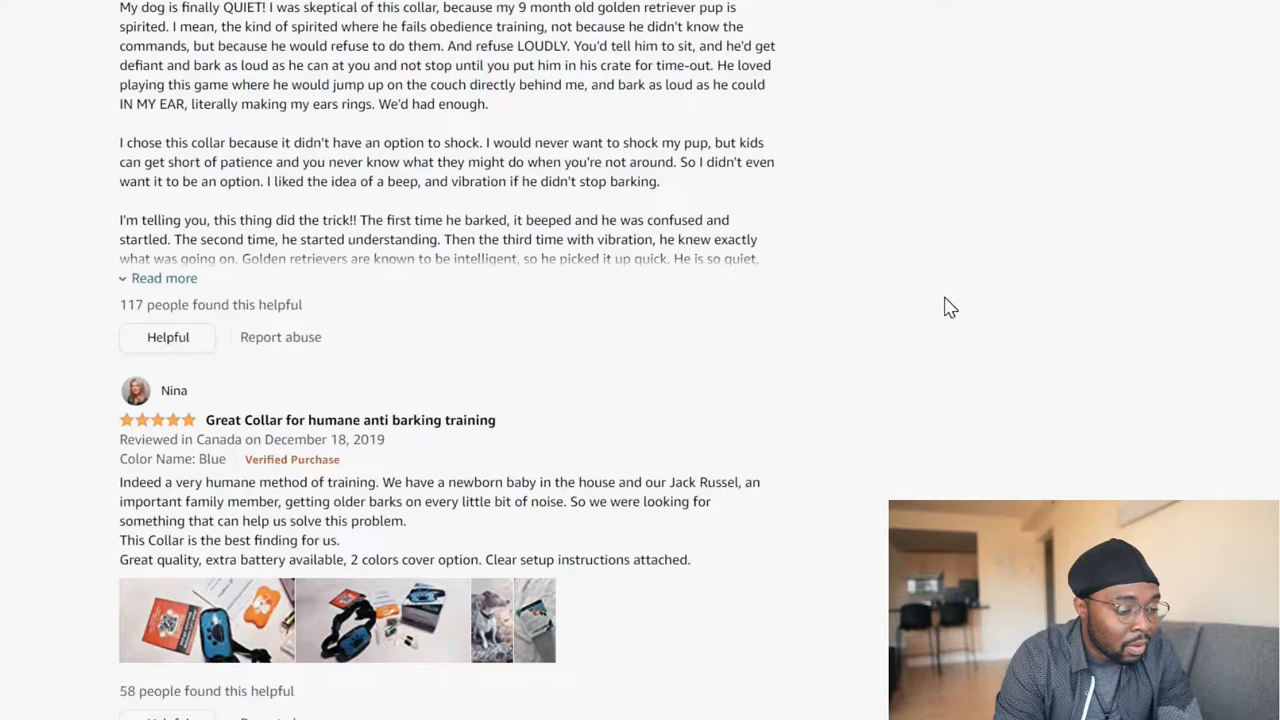 My dog is finally QUIET! I was skeptical of this collar, because my 9 month old golden retriever pup is
spirited. I mean, the kind of spirited where he fails obedience training, not because he didn't know the
commands, but because he would refuse to do them. And refuse LOUDLY. You'd tell him to sit, and he'd get
defiant and bark as loud as he can at you and not stop until you put him in his crate for time-out. He loved
playing this game where he would jump up on the couch directly behind me, and bark as loud as he could
IN MY EAR, literally making my ears rings. We'd had enough.
I chose this collar because it didn't have an option to shock. I would never want to shock my pup, but kids
can get short of patience and you never know what they might do when you're not around. So I didn't even
want it to be an option. I liked the idea of a beep, and vibration if he didn't stop barking.
I'm telling you, this thing did the trick!! The first time he barked, it beeped and he was confused and
startled. The second time, he started understanding. Then the third time with vibration, he knew exactly
what was going on. Golden retrievers are known to be intelligent, so he picked it up quick. He is so quiet,
Read more
117 people found this helpful
Helpful
Report abuse
Nina
Great Collar for humane anti barking training
Reviewed in Canada on December 18, 2019
Color Name: Blue
Verified Purchase
Indeed a very humane method of training. We have a newborn baby in the house and our Jack Russel, an
important family member, getting older barks on every little bit of noise. So we were looking for
something that can help us solve this problem.
This Collar is the best finding for us.
Great quality, extra battery available, 2 colors cover option. Clear setup instructions attached.
58 people found this helpful